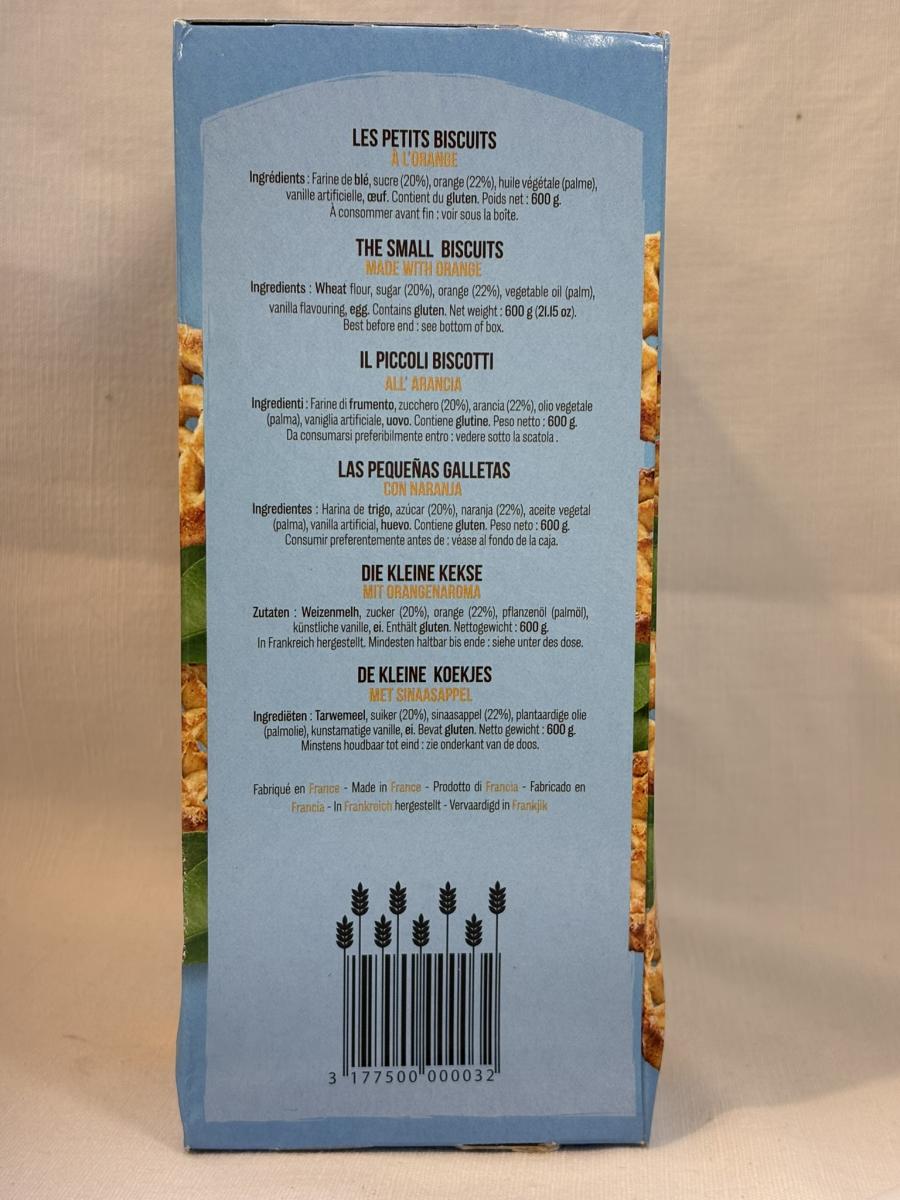 LES PETITS BISCUITS
À L'ORANGE
Ingrédients : Farine de blé, sucre (20%), orange (22%), huile végétale (palme),
vanille artificielle, œuf. Contient du gluten. Poids net : 600 g.
À consommer avant fin : voir sous la boîte.
THE SMALL BISCUITS
MADE WITH ORANGE
Ingredients : Wheat flour, sugar (20%), orange (22%), vegetable oil (palm),
vanilla flavouring, egg. Contains gluten. Net weight : 600 g (21.15 oz).
Best before end : see bottom of box.
IL PICCOLI BISCOTTI
ALL' ARANCIA
Ingredienti : Farine di frumento, zucchero (20%), arancia (22%), olio vegetale
(palma), vaniglia artificiale, uovo. Contiene glutine. Peso netto : 600 g.
Da consumarsi preferibilmente entro : vedere sotto la scatola .
LAS PEQUEÑAS GALLETAS
CON NARANJA
Ingredientes : Harina de trigo, azúcar (20%), naranja (22%), aceite vegetal
(palma), vanilla artificial, huevo. Contiene gluten. Peso neto : 600 g.
Consumir preferentemente antes de : véase al fondo de la caja.
DIE KLEINE KEKSE
MIT ORANGENAROMA
Zutaten : Weizenmelh, zucker (20%), orange (22%), pflanzenöl (palmöl),
künstliche vanille, ei. Enthält gluten. Nettogewicht : 600 g.
In Frankreich hergestellt. Mindesten haltbar bis ende : siehe unter des dose.
DE KLEINE KOEKJES
MET SINAASAPPEL
Ingrediëten : Tarwemeel, suiker (20%), sinaasappel (22%), plantaardige olie
(palmolie), kunstamatige vanille, ei. Bevat gluten. Netto gewicht : 600 g.
Minstens houdbaar tot eind : zie onderkant van de doos.
Fabriqué en France - Made in France - Prodotto di Francia - Fabricado en
Francia - In Frankreich hergestellt - Vervaardigd in Frankjik
3 177500 000032